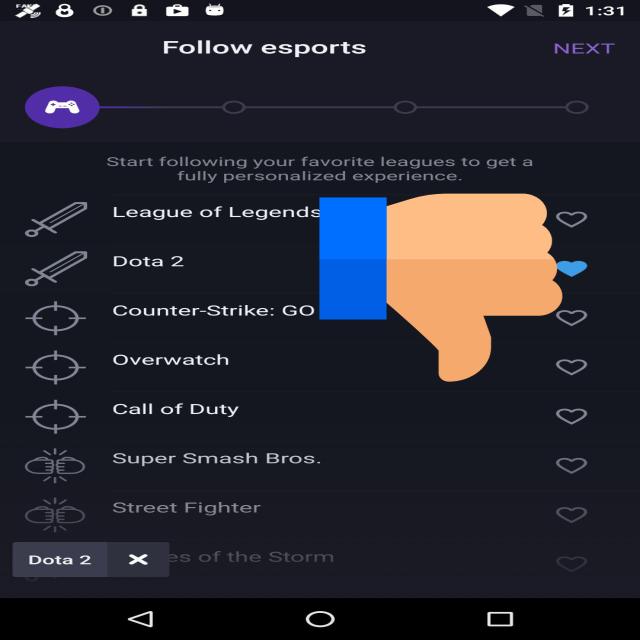 1:31
Follow esports
NEXT
Start following your favorite leagues to get a
fully personalized experience.
League of Legends
Dota 2
Counter-Strike: GO
Overwatch
Call of Duty
Super Smash Bros.
Street Fighter
es of the Storm
Dota 2